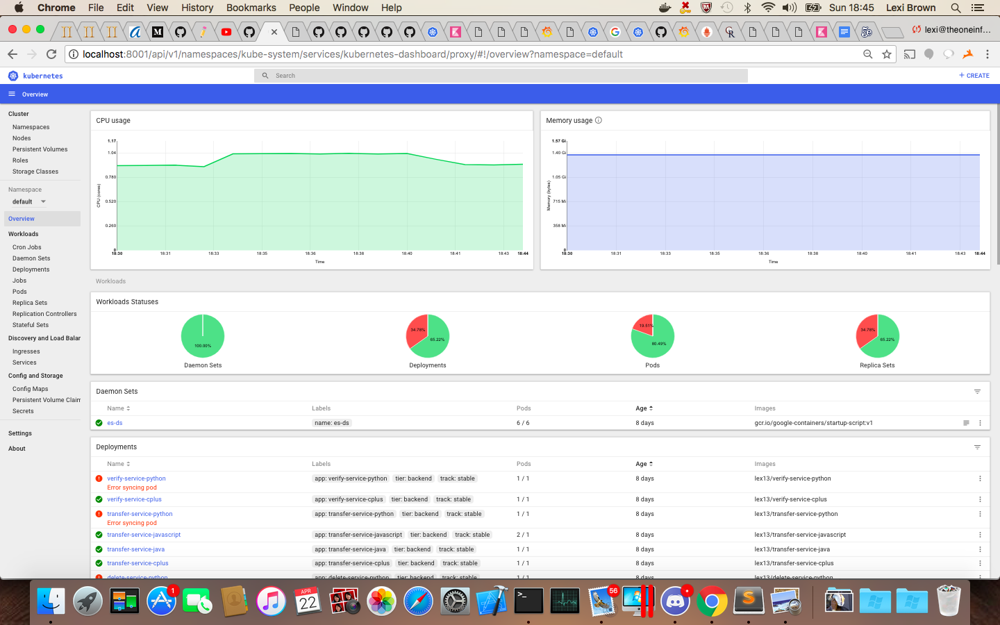 Chrome File Edit View History Bookmarks People Window Help Sun 18:45 Lexi Brown
lexi@theoneinf...
localhost:8001/api/v1/namespaces/kube-system/services/kubernetes-dashboard/proxy/#!/overview?namespace=default
kubernetes Search + CREATE
Overview
Cluster
Namespaces
Nodes
Persistent Volumes
Roles
Storage Classes
Namespace
default
Overview
Workloads
Cron Jobs
Daemon Sets
Deployments
Jobs
Pods
Replica Sets
Replication Controllers
Stateful Sets
Discovery and Load Balan
Ingresses
Services
Config and Storage
Config Maps
Persistent Volume Claim
Secrets
Settings
About
CPU usage
CPU (cores)
1.17
1.04
0.780
0.520
0.260
0
18:30 18:31 18:33 18:35 18:36 18:38 18:40 18:41 18:43 18:44
Time
Memory usage
Memory (bytes)
1.57 Gi
1.40 Gi
1.05 Gi
715 Mi
358 Mi
0
18:30 18:31 18:33 18:35 18:36 18:38 18:40 18:41 18:43 18:44
Time
Workloads
Workloads Statuses
100.00%
Daemon Sets
34.78%
65.22%
Deployments
19.51%
80.49%
Pods
34.78%
65.22%
Replica Sets
Daemon Sets
Name Labels Pods Age Images
es-ds name: es-ds 6 / 6 8 days gcr.io/google-containers/startup-script:v1
Deployments
Name Labels Pods Age Images
verify-service-python app: verify-service-python tier: backend track: stable 1 / 1 8 days lex13/verify-service-python
Error syncing pod
verify-service-cplus app: verify-service-cplus tier: backend track: stable 1 / 1 8 days lex13/verify-service-cplus
transfer-service-python app: transfer-service-python tier: backend track: stable 1 / 1 8 days lex13/transfer-service-python
Error syncing pod
transfer-service-javascript app: transfer-service-javascript tier: backend track: stable 2 / 1 8 days lex13/transfer-service-javascript
transfer-service-java app: transfer-service-java tier: backend track: stable 1 / 1 8 days lex13/transfer-service-java
transfer-service-cplus app: transfer-service-cplus tier: backend track: stable 1 / 1 8 days lex13/transfer-service-cplus
delete-service-python app: delete-service-python tier: backend track: stable 1 / 1 8 days lex13/delete-service-python
1
APR
22
56